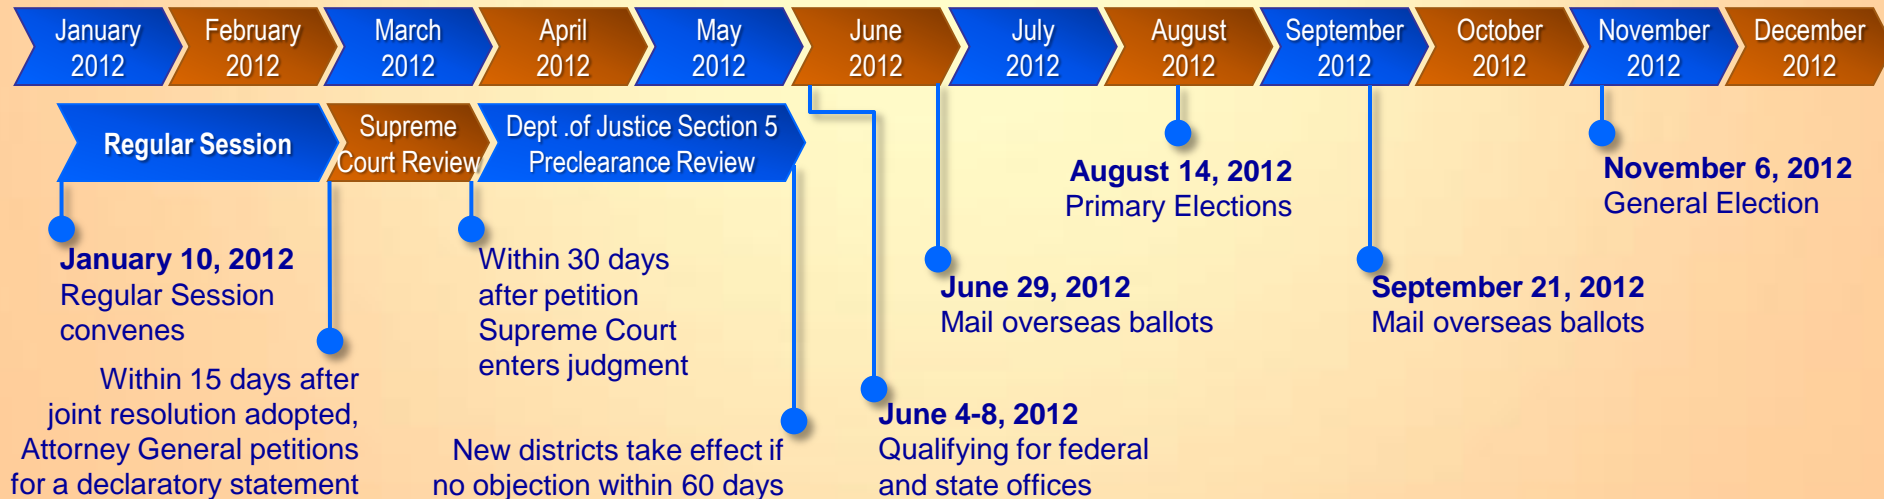 January
2012
February
2012
March
2012
April
2012
May
2012
June
2012
July
2012
August
2012
September
2012
October
2012
November
2012
December
2012
Regular Session
Supreme
Court Review
Dept .of Justice Section 5
Preclearance Review
January 10, 2012
Regular Session
convenes
Within 15 days after
joint resolution adopted,
Attorney General petitions
for a declaratory statement
Within 30 days
after petition
Supreme Court
enters judgment
New districts take effect if
no objection within 60 days
June 4-8, 2012
Qualifying for federal
and state offices
June 29, 2012
Mail overseas ballots
August 14, 2012
Primary Elections
September 21, 2012
Mail overseas ballots
November 6, 2012
General Election